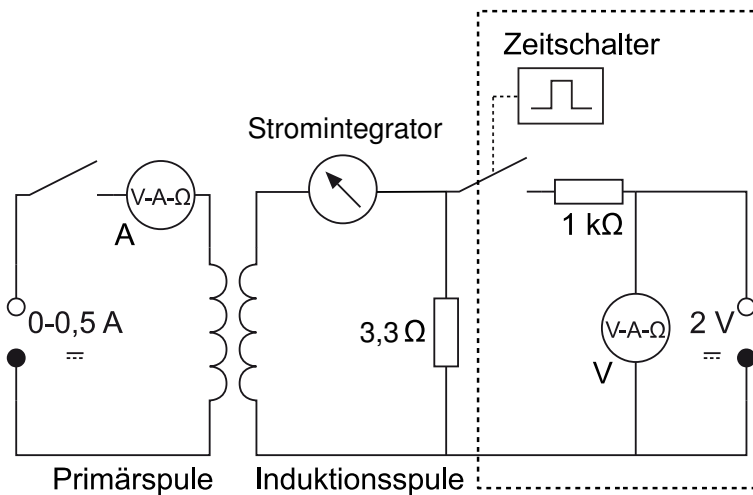 Zeitschalter
Stromintegrator
V-A-Ω
A
1 kΩ
0-0,5 A
3,3 Ω
V-A-Ω
2 V
V
Primärspule
Induktionsspule